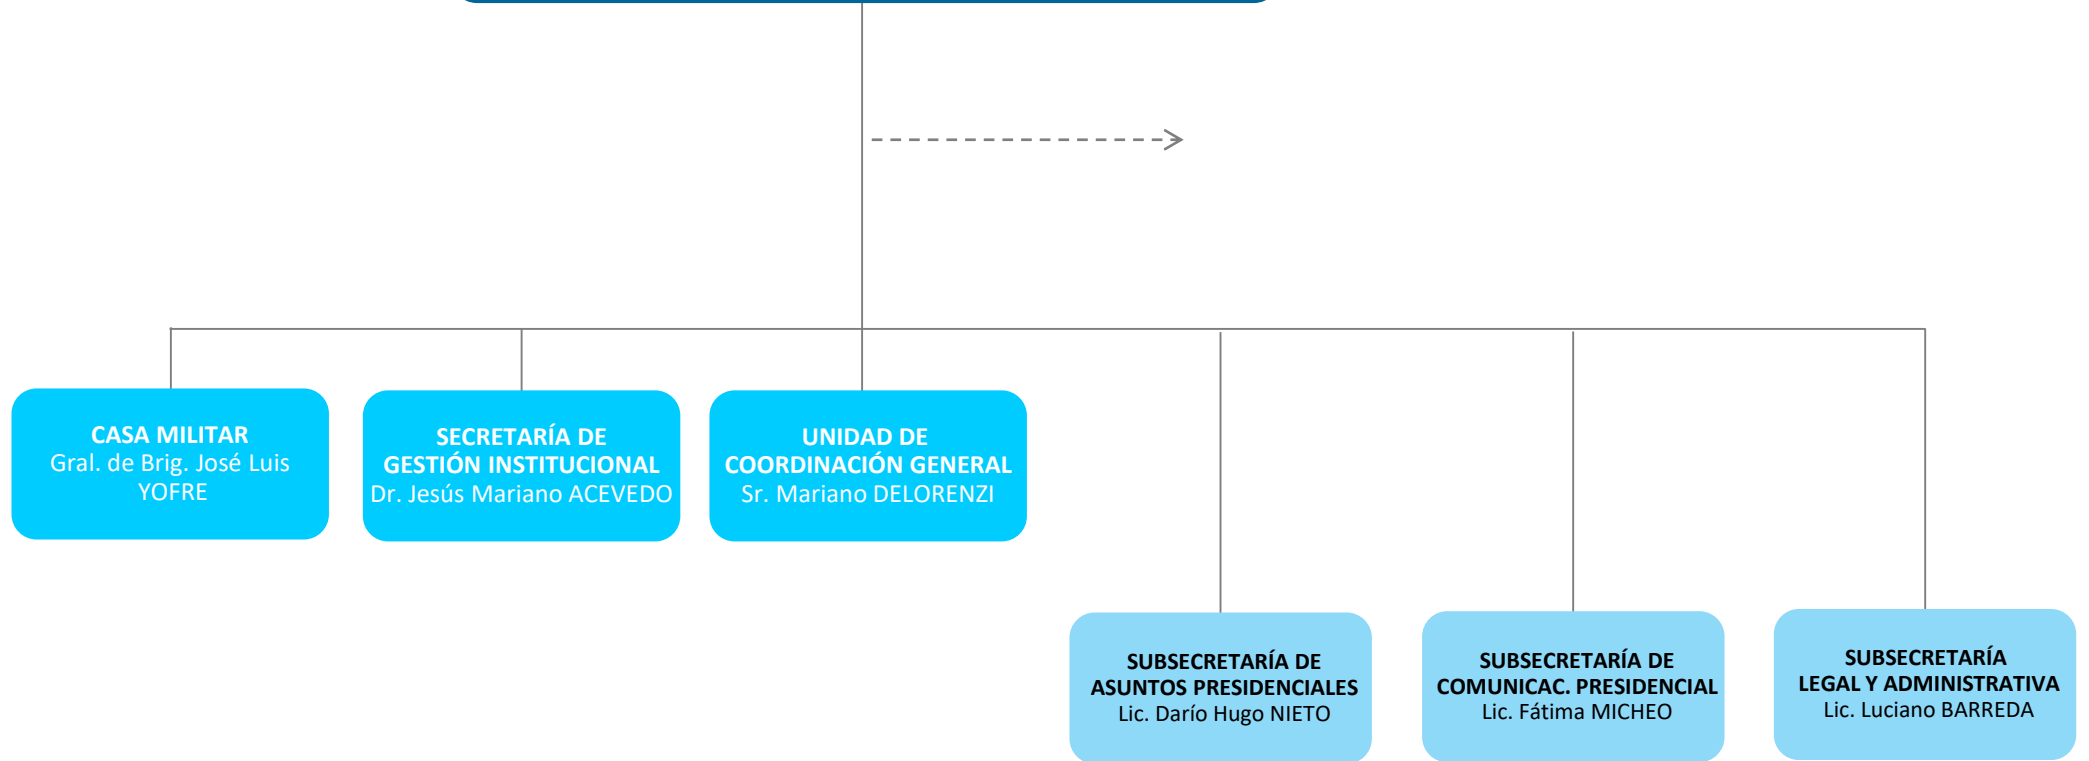 CASA MILITAR
Gral. de Brig. José Luis
YOFRE
SECRETARÍA DE
GESTIÓN INSTITUCIONAL
Dr. Jesús Mariano ACEVEDO
UNIDAD DE
COORDINACIÓN GENERAL
Sr. Mariano DELORENZI
SUBSECRETARÍA DE
ASUNTOS PRESIDENCIALES
Lic. Darío Hugo NIETO
SUBSECRETARÍA DE
COMUNICAC. PRESIDENCIAL
Lic. Fátima MICHEO
SUBSECRETARÍA
LEGAL Y ADMINISTRATIVA
Lic. Luciano BARREDA